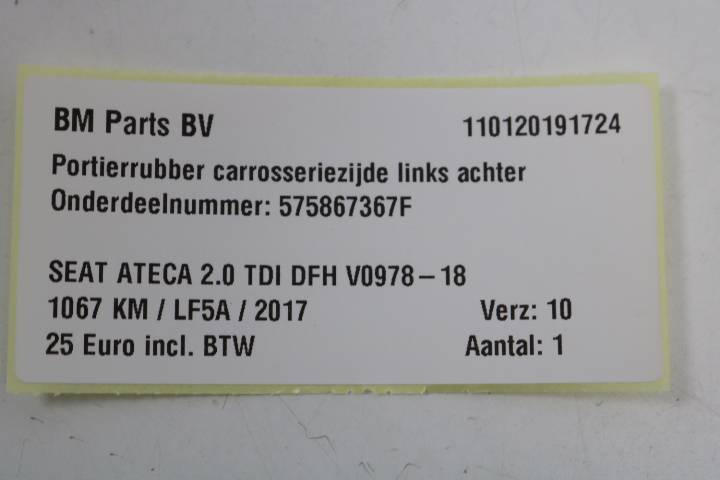 BM Parts BV 110120191724
Portierrubber carrosseriezijde links achter
Onderdeelnummer: 575867367F
SEAT ATECA 2.0 TDI DFH V0978-18
1067 KM / LF5A / 2017 Verz: 10
25 Euro incl. BTW Aantal: 1